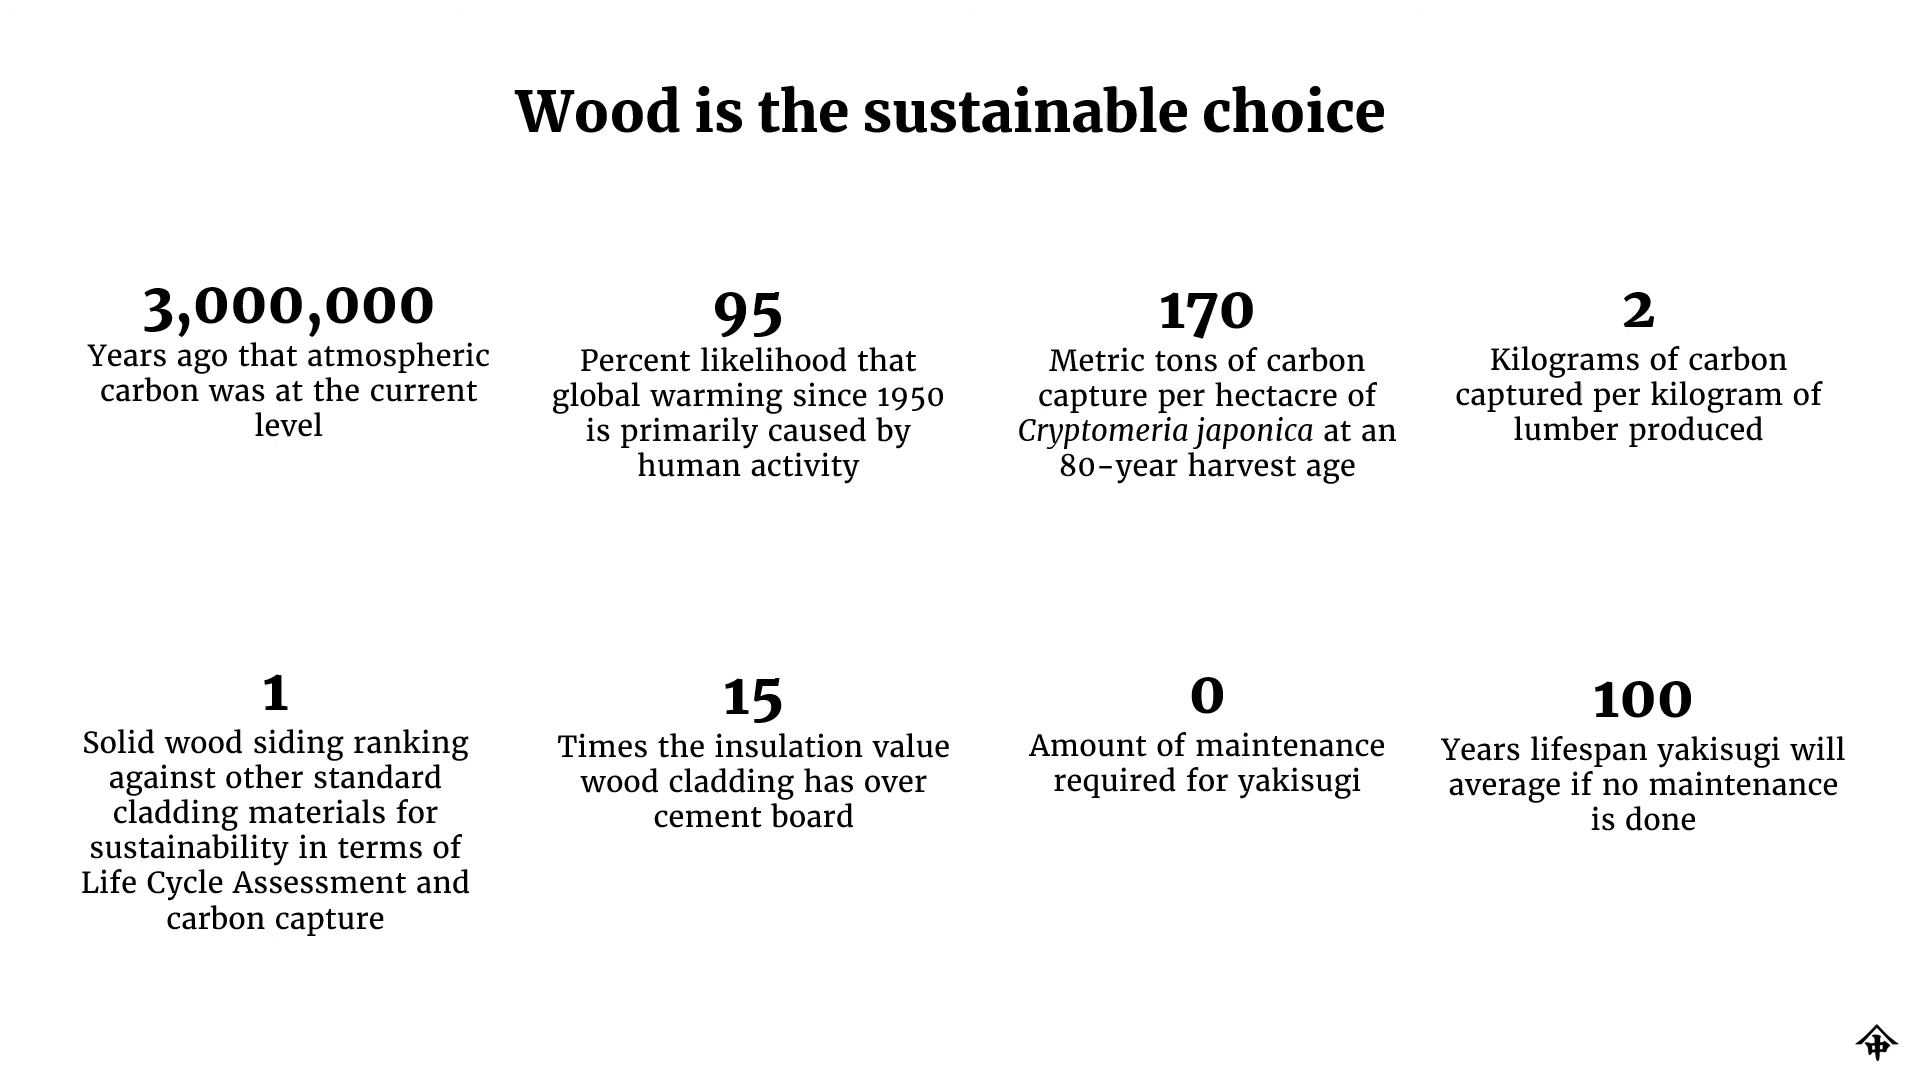 Wood is the sustainable choice
3,000,000
Years ago that atmospheric
carbon was at the current
level
95
Percent likelihood that
global warming since 1950
is primarily caused by
human activity
170
Metric tons of carbon
capture per hectacre of
Cryptomeria japonica at an
80-year harvest age
2
Kilograms of carbon
captured per kilogram of
lumber produced
1
Solid wood siding ranking
against other standard
cladding materials for
sustainability in terms of
Life Cycle Assessment and
carbon capture
15
Times the insulation value
wood cladding has over
cement board
0
Amount of maintenance
required for yakisugi
100
Years lifespan yakisugi will
average if no maintenance
is done